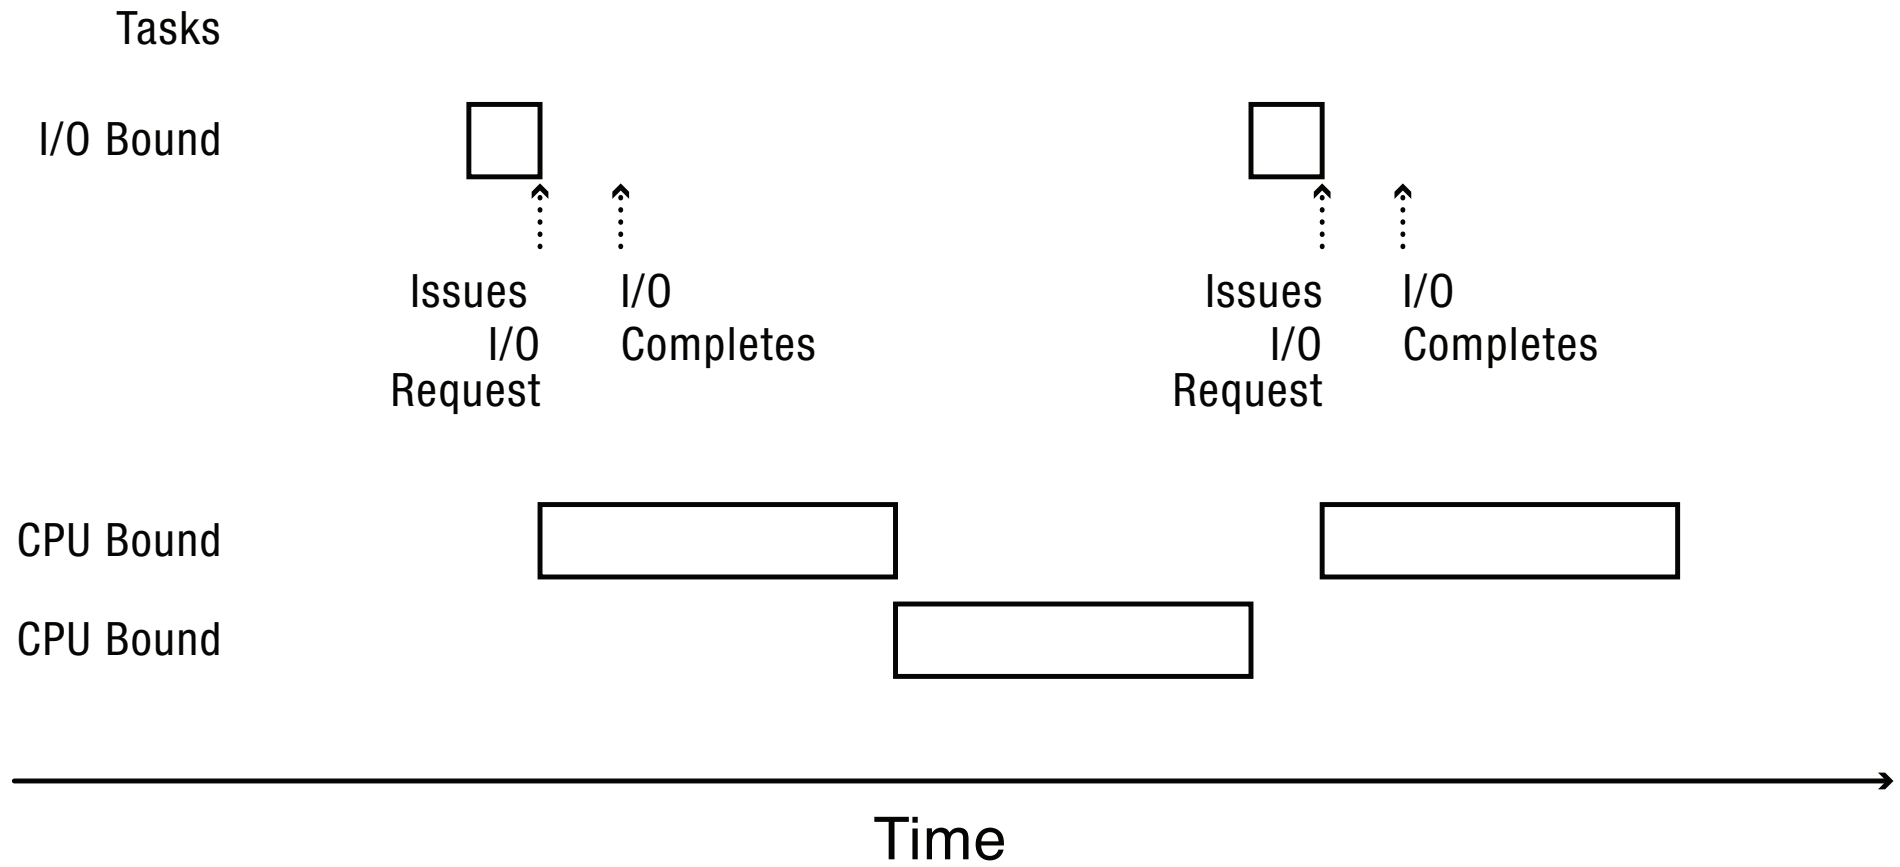 Tasks
I/O Bound
Issues
I/O
Request
I/O
Completes
Issues
I/O
Request
I/O
Completes
CPU Bound
CPU Bound
Time